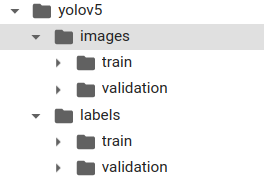 yolov5
images
train
validation
labels
train
validation